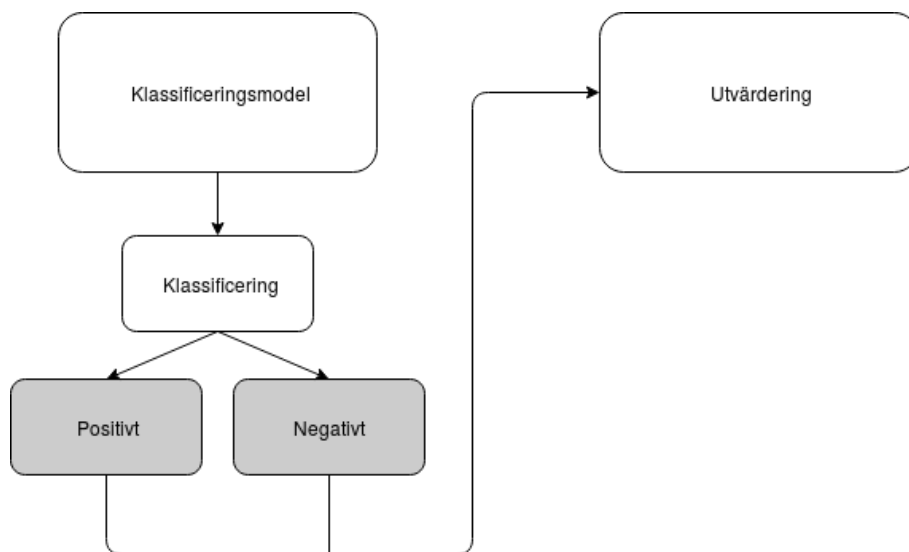 Klassificeringsmodel
Utvärdering
Klassificering
Positivt
Negativt